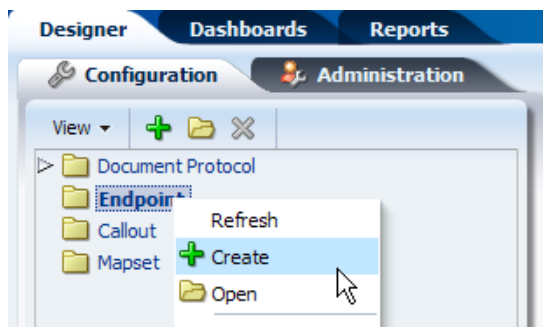 Designer Dashboards Reports
Configuration Administration
View
Document Protocol
Endpoint
Refresh
Callout
Create
Mapset
Open